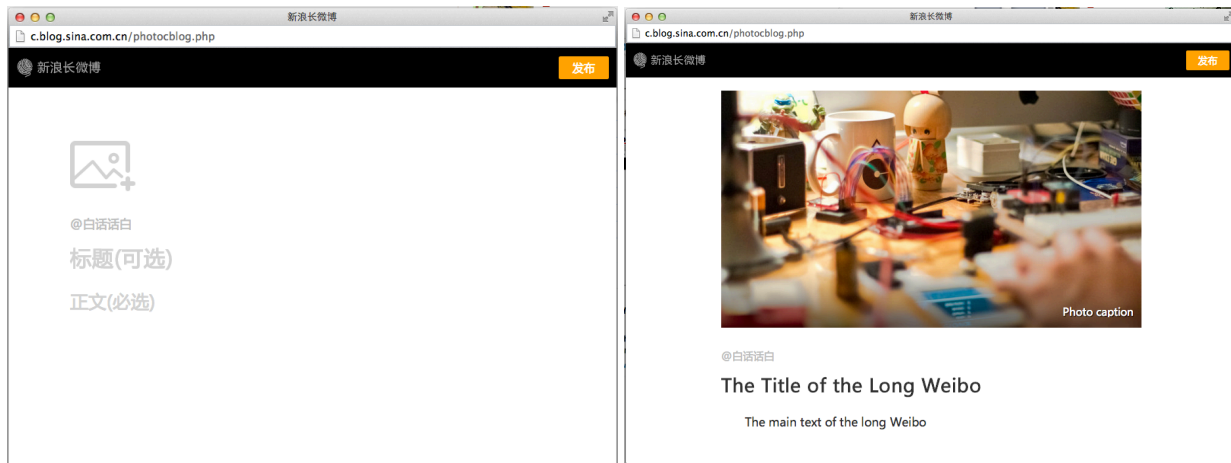 新浪长微博
c.blog.sina.com.cn/photocblog.php
新浪长微博
发布
@白话话白
标题(可选)
正文(必选)
新浪长微博
c.blog.sina.com.cn/photocblog.php
新浪长微博
发布
Photo caption
@白话话白
The Title of the Long Weibo
The main text of the long Weibo